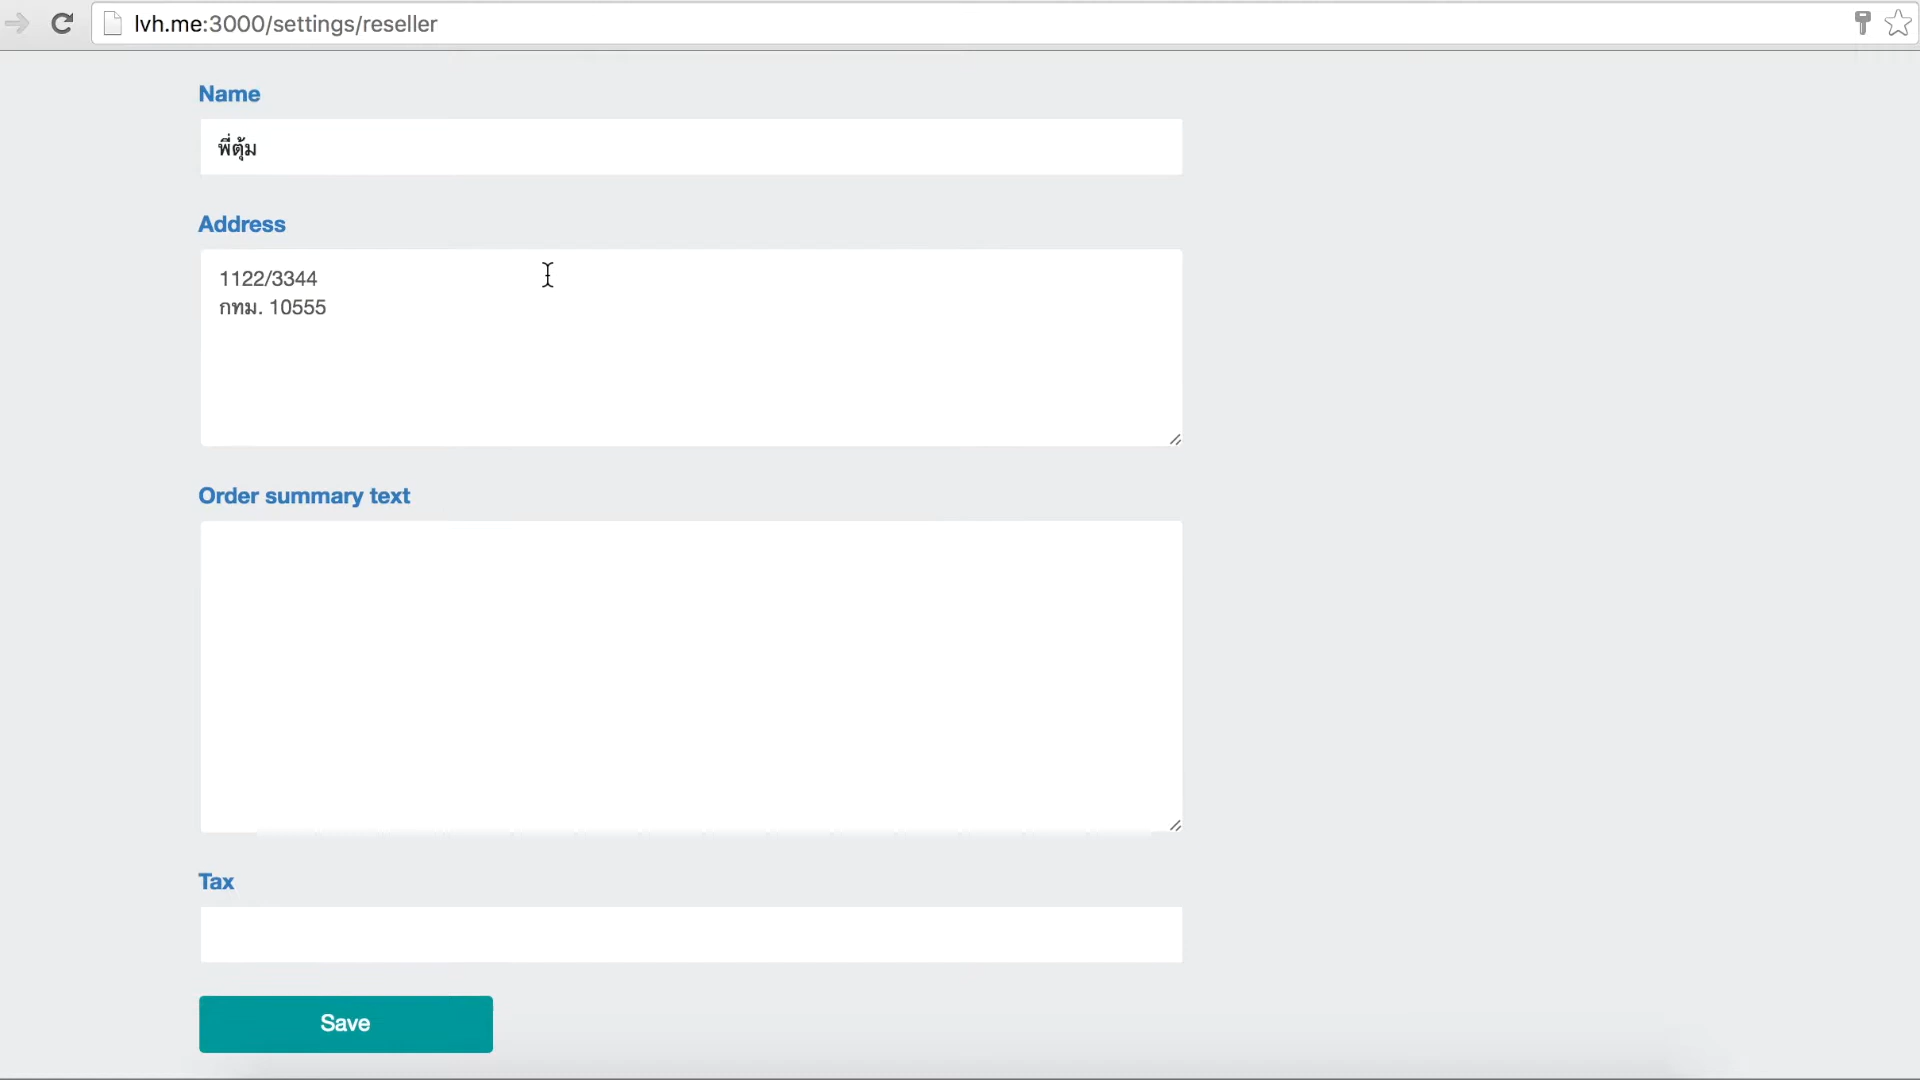 lvh.me:3000/settings/reseller
Name
พี่ตุ้ม
Address
1122/3344
กทม. 10555
Order summary text
Tax
Save